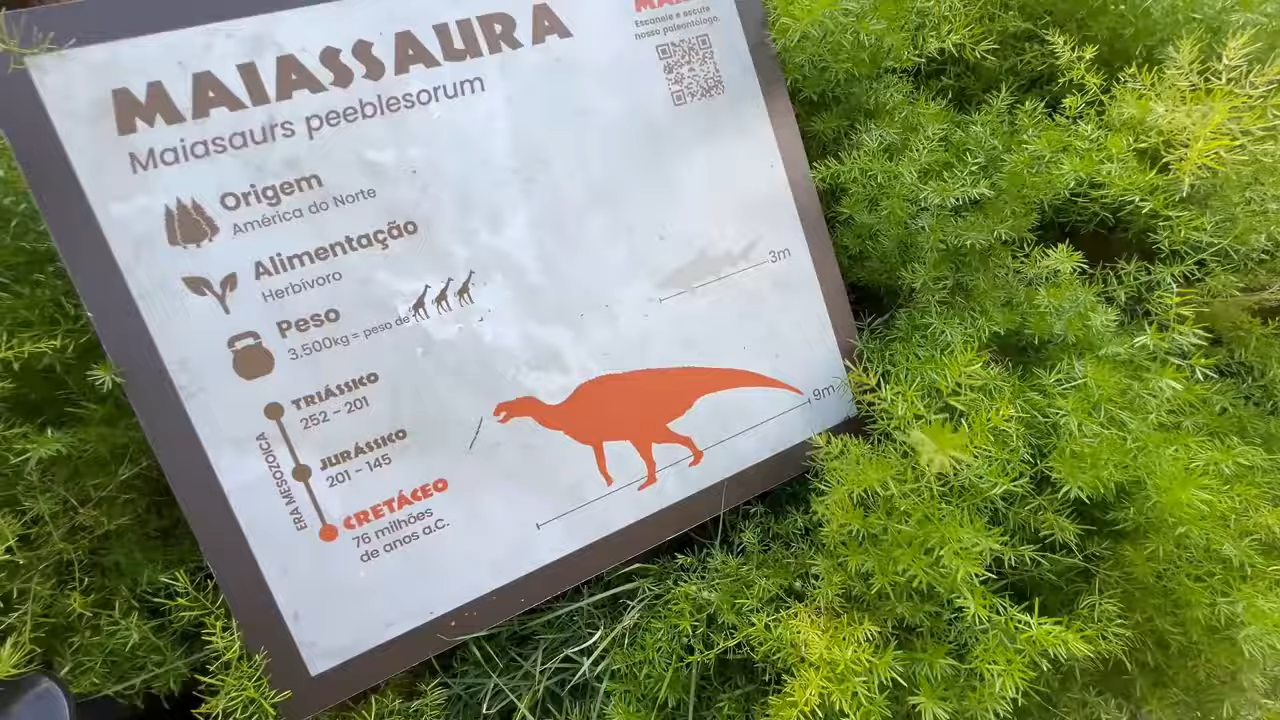 MAIASSAURA
Maiasaurs peeblesorum
Escaneie e escute
nosso paleontólogo.
Origem
América do Norte
Alimentação
Herbívoro
Peso
3.500kg = peso de
ERA MESOZOICA
TRIÁSSICO
252 - 201
JURÁSSICO
201 - 145
CRETÁCEO
76 milhões
de anos a.C.
3m
9m